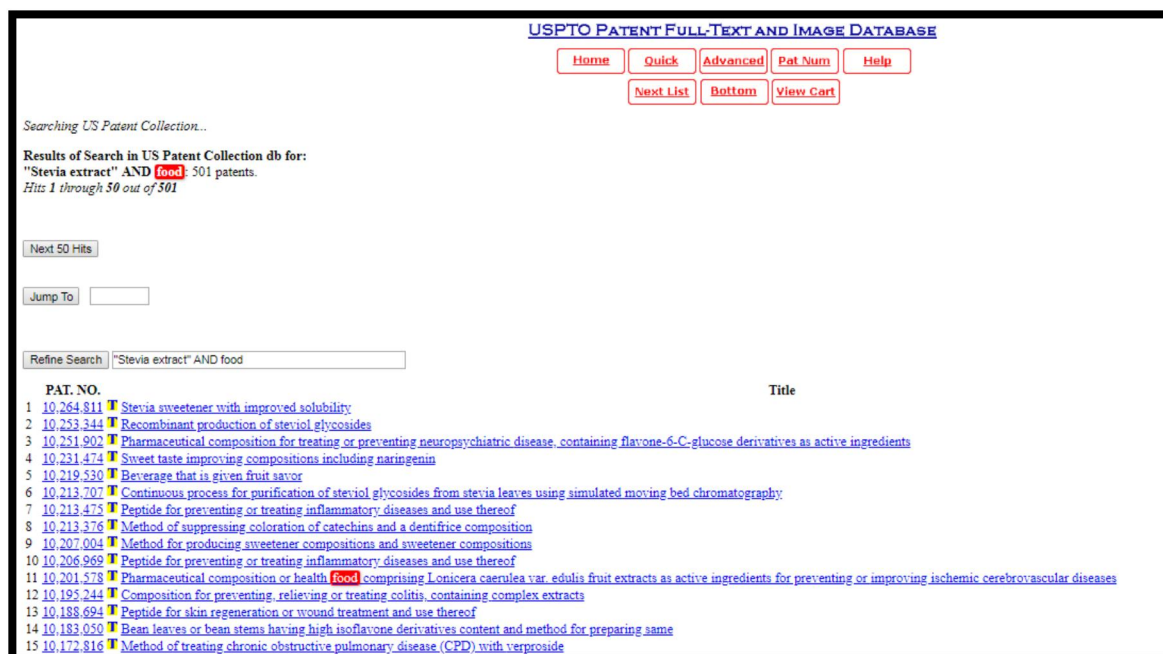 USPTO PATENT FULL-TEXT AND IMAGE DATABASE
Home Quick Advanced Pat Num Help
Next List Bottom View Cart
Searching US Patent Collection...
Results of Search in US Patent Collection db for:
"Stevia extract" AND food: 501 patents.
Hits 1 through 50 out of 501
Next 50 Hits
Jump To
Refine Search "Stevia extract" AND food
PAT. NO. Title
1 10,264,811 T Stevia sweetener with improved solubility
2 10,253,344 T Recombinant production of steviol glycosides
3 10,251,902 T Pharmaceutical composition for treating or preventing neuropsychiatric disease, containing flavone-6-C-glucose derivatives as active ingredients
4 10,231,474 T Sweet taste improving compositions including naringenin
5 10,219,530 T Beverage that is given fruit savor
6 10,213,707 T Continuous process for purification of steviol glycosides from stevia leaves using simulated moving bed chromatography
7 10,213,475 T Peptide for preventing or treating inflammatory diseases and use thereof
8 10,213,376 T Method of suppressing coloration of catechins and a dentifrice composition
9 10,207,004 T Method for producing sweetener compositions and sweetener compositions
10 10,206,969 T Peptide for preventing or treating inflammatory diseases and use thereof
11 10,201,578 T Pharmaceutical composition or health food comprising Lonicera caerulea var. edulis fruit extracts as active ingredients for preventing or improving ischemic cerebrovascular diseases
12 10,195,244 T Composition for preventing, relieving or treating colitis, containing complex extracts
13 10,188,694 T Peptide for skin regeneration or wound treatment and use thereof
14 10,183,050 T Bean leaves or bean stems having high isoflavone derivatives content and method for preparing same
15 10,172,816 T Method of treating chronic obstructive pulmonary disease (CPD) with verproside